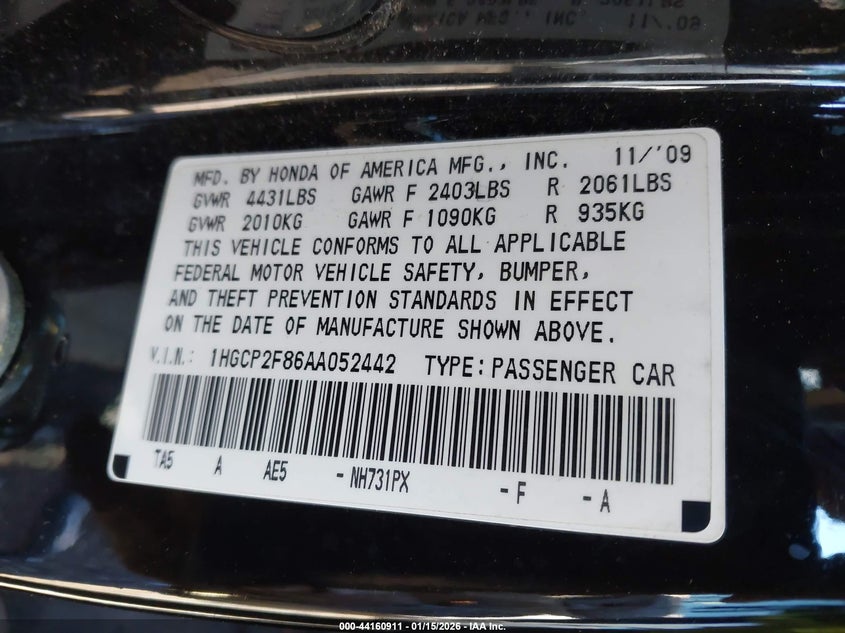 MFD. BY HONDA OF AMERICA MFG., INC. 11/'09
GVWR 4431LBS GAWR F 2403LBS R 2061LBS
GVWR 2010KG GAWR F 1090KG R 935KG
THIS VEHICLE CONFORMS TO ALL APPLICABLE
FEDERAL MOTOR VEHICLE SAFETY, BUMPER,
AND THEFT PREVENTION STANDARDS IN EFFECT
ON THE DATE OF MANUFACTURE SHOWN ABOVE.
V.I.N.: 1HGCP2F86AA052442 TYPE:PASSENGER CAR
TA5 A AE5 - NH731PX - F - A
000-44160911 - 01/15/2026 - IAA Inc.